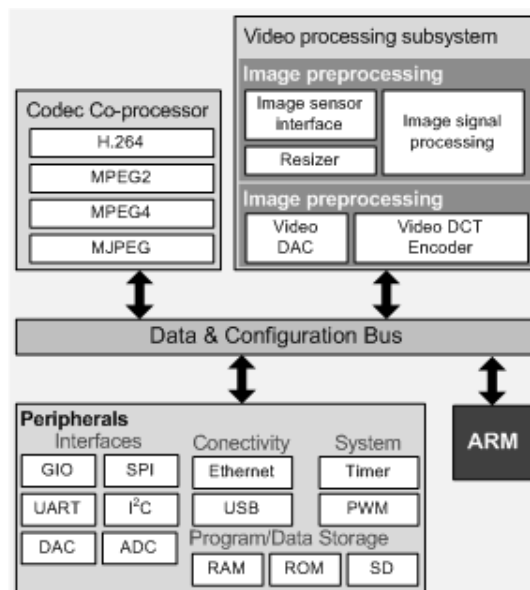 Codec Co-processor
H.264
MPEG2
MPEG4
MJPEG
Video processing subsystem
Image preprocessing
Image sensor
interface
Resizer
Image signal
processing
Image preprocessing
Video
DAC
Video DCT
Encoder
Data & Configuration Bus
Peripherals
Interfaces
GIO
SPI
UART
I²C
DAC
ADC
Conectivity
Ethernet
USB
System
Timer
PWM
Program/Data Storage
RAM
ROM
SD
ARM